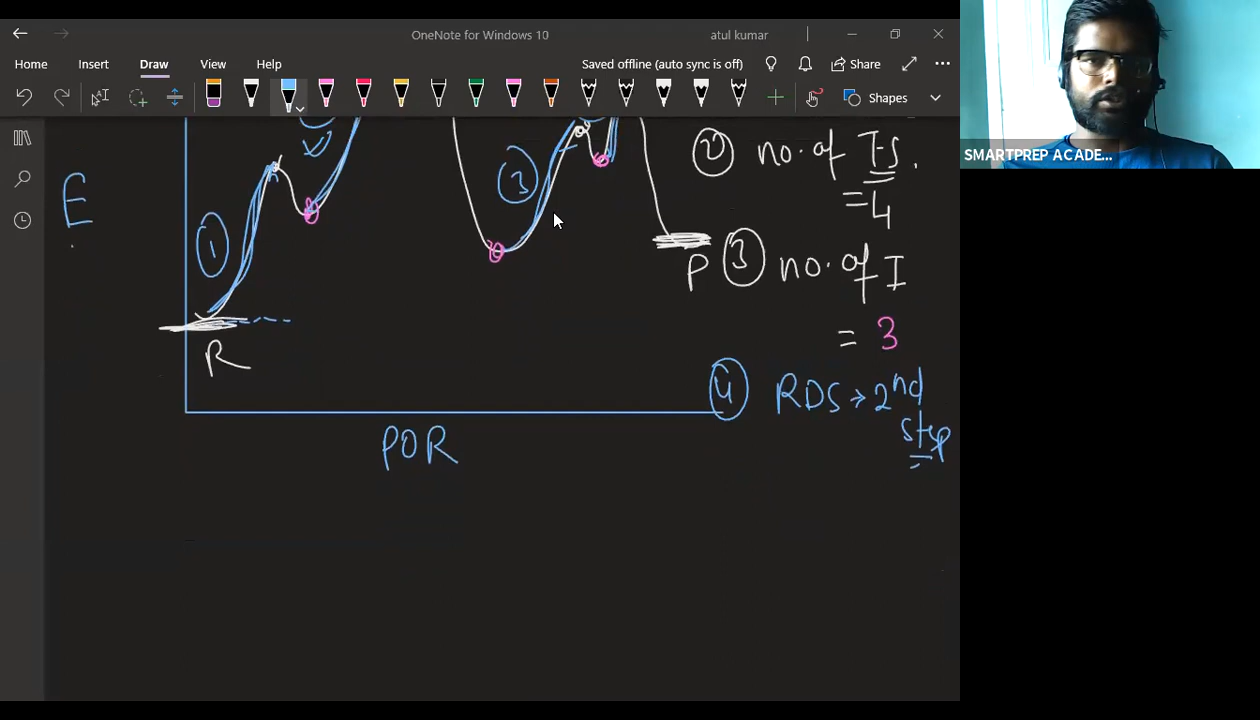 OneNote for Windows 10
atul kumar
Home Insert Draw View Help
Saved offline (auto sync is off)
Share
Shapes
SMARTPREP ACADE...
② no. of T.S.
= 4
E
①
③
P
③ no. of I
= 3
R
④ RDS → 2nd
step
POR